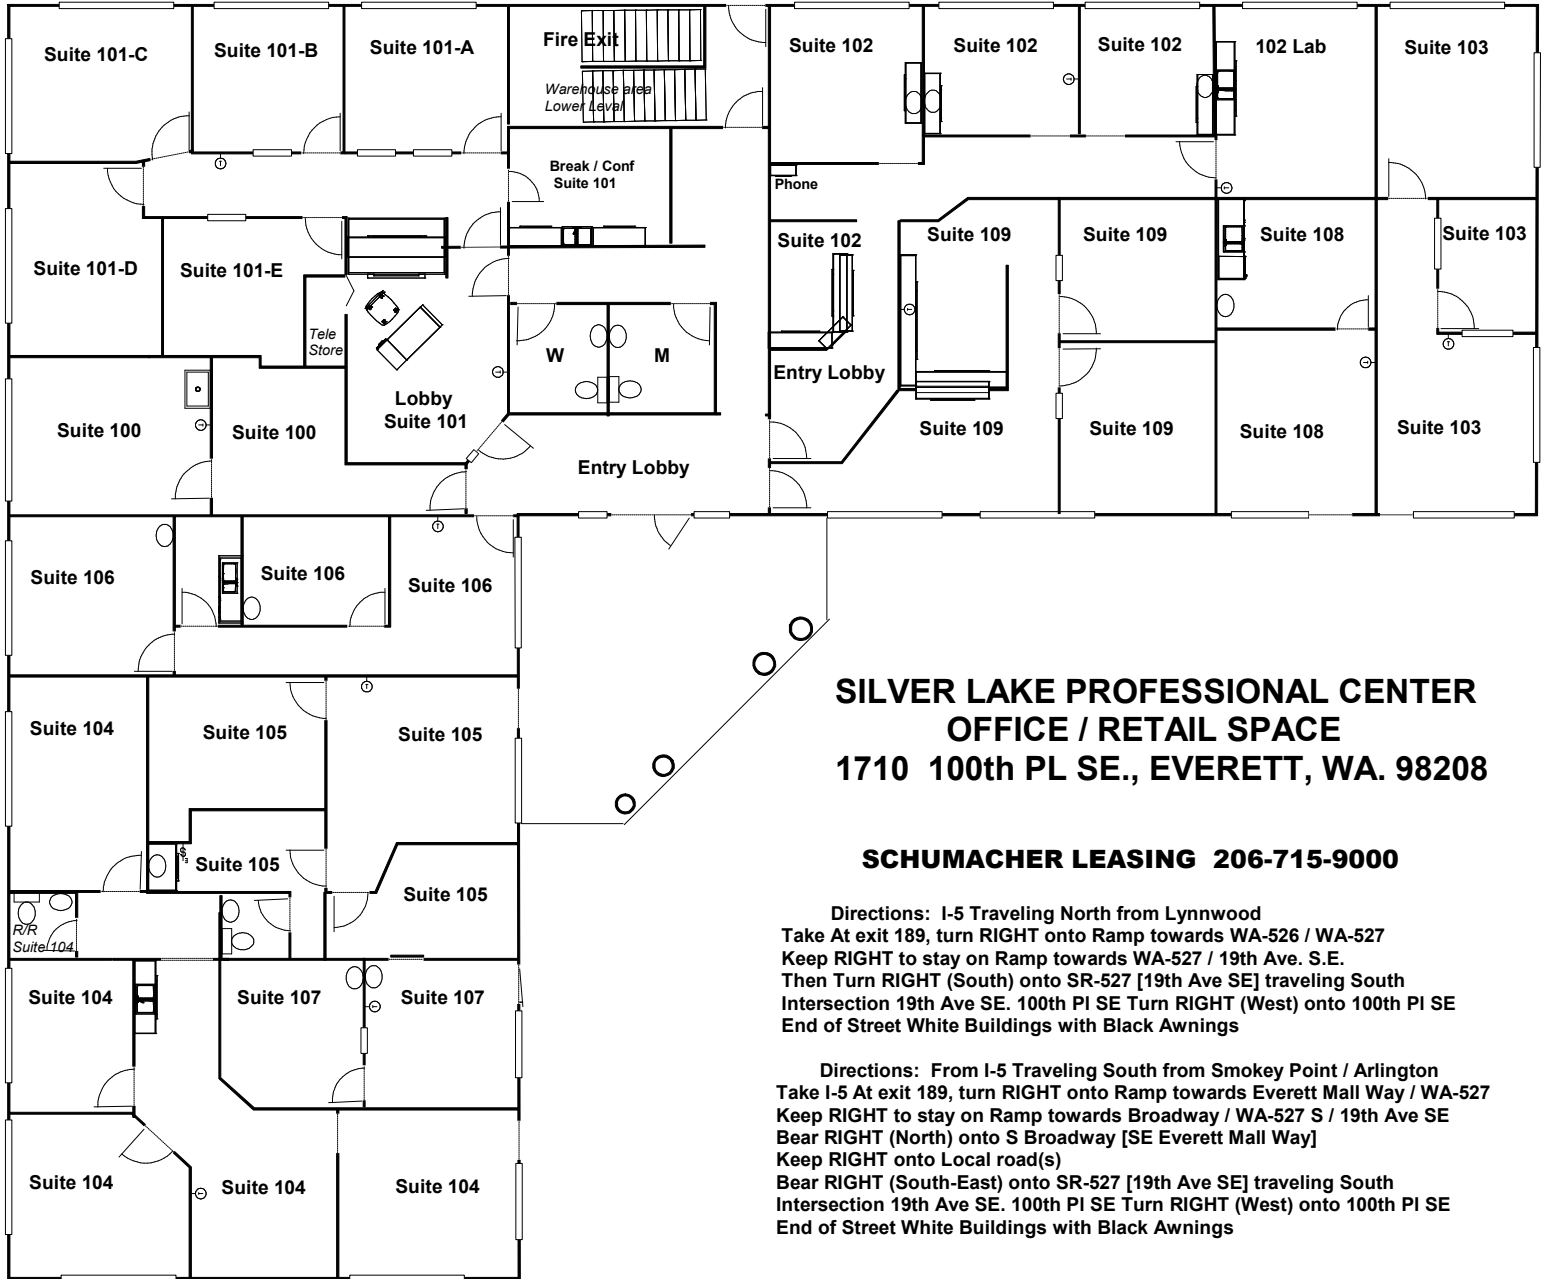 Suite 101-C
Suite 101-B
Suite 101-A
Fire Exit
Warehouse area
Lower Leval
Suite 102
Suite 102
Suite 102
102 Lab
Suite 103
Break / Conf
Suite 101
Phone
Suite 101-D
Suite 101-E
Suite 102
Suite 109
Suite 109
Suite 108
Suite 103
Tele
Store
W
M
Entry Lobby
Lobby
Suite 101
Suite 100
Suite 100
Entry Lobby
Suite 109
Suite 109
Suite 108
Suite 103
Suite 106
Suite 106
Suite 106
Suite 104
Suite 105
Suite 105
Suite 105
Suite 105
R/R
Suite 104
Suite 104
Suite 107
Suite 107
Suite 104
Suite 104
Suite 104
SILVER LAKE PROFESSIONAL CENTER
OFFICE / RETAIL SPACE
1710 100th PL SE., EVERETT, WA. 98208
SCHUMACHER LEASING 206-715-9000
Directions: I-5 Traveling North from Lynnwood
Take At exit 189, turn RIGHT onto Ramp towards WA-526 / WA-527
Keep RIGHT to stay on Ramp towards WA-527 / 19th Ave. S.E.
Then Turn RIGHT (South) onto SR-527 [19th Ave SE] traveling South
Intersection 19th Ave SE. 100th Pl SE Turn RIGHT (West) onto 100th Pl SE
End of Street White Buildings with Black Awnings
Directions: From I-5 Traveling South from Smokey Point / Arlington
Take I-5 At exit 189, turn RIGHT onto Ramp towards Everett Mall Way / WA-527
Keep RIGHT to stay on Ramp towards Broadway / WA-527 S / 19th Ave SE
Bear RIGHT (North) onto S Broadway [SE Everett Mall Way]
Keep RIGHT onto Local road(s)
Bear RIGHT (South-East) onto SR-527 [19th Ave SE] traveling South
Intersection 19th Ave SE. 100th Pl SE Turn RIGHT (West) onto 100th Pl SE
End of Street White Buildings with Black Awnings